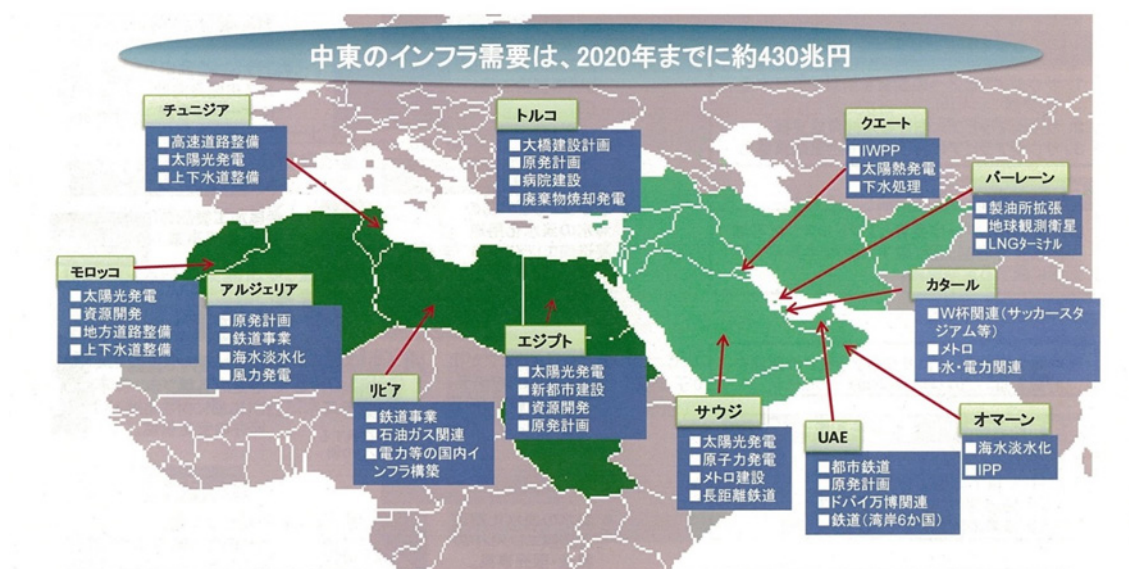 中東のインフラ需要は、2020年までに約430兆円
チュニジア
■高速道路整備
■太陽光発電
■上下水道整備
トルコ
■大橋建設計画
■原発計画
■病院建設
■廃棄物焼却発電
クエート
■IWPP
■太陽熱発電
■下水処理
バーレーン
■製油所拡張
■地球観測衛星
■LNGターミナル
モロッコ
■太陽光発電
■資源開発
■地方道路整備
■上下水道整備
アルジェリア
■原発計画
■鉄道事業
■海水淡水化
■風力発電
リビア
■鉄道事業
■石油ガス関連
■電力等の国内イ
ンフラ構築
エジプト
■太陽光発電
■新都市建設
■資源開発
■原発計画
カタール
■W杯関連(サッカースタ
ジアム等)
■メトロ
■水・電力関連
サウジ
■太陽光発電
■原子力発電
■メトロ建設
■長距離鉄道
UAE
■都市鉄道
■原発計画
■ドバイ万博関連
■鉄道(湾岸6か国)
オマーン
■海水淡水化
■IPP